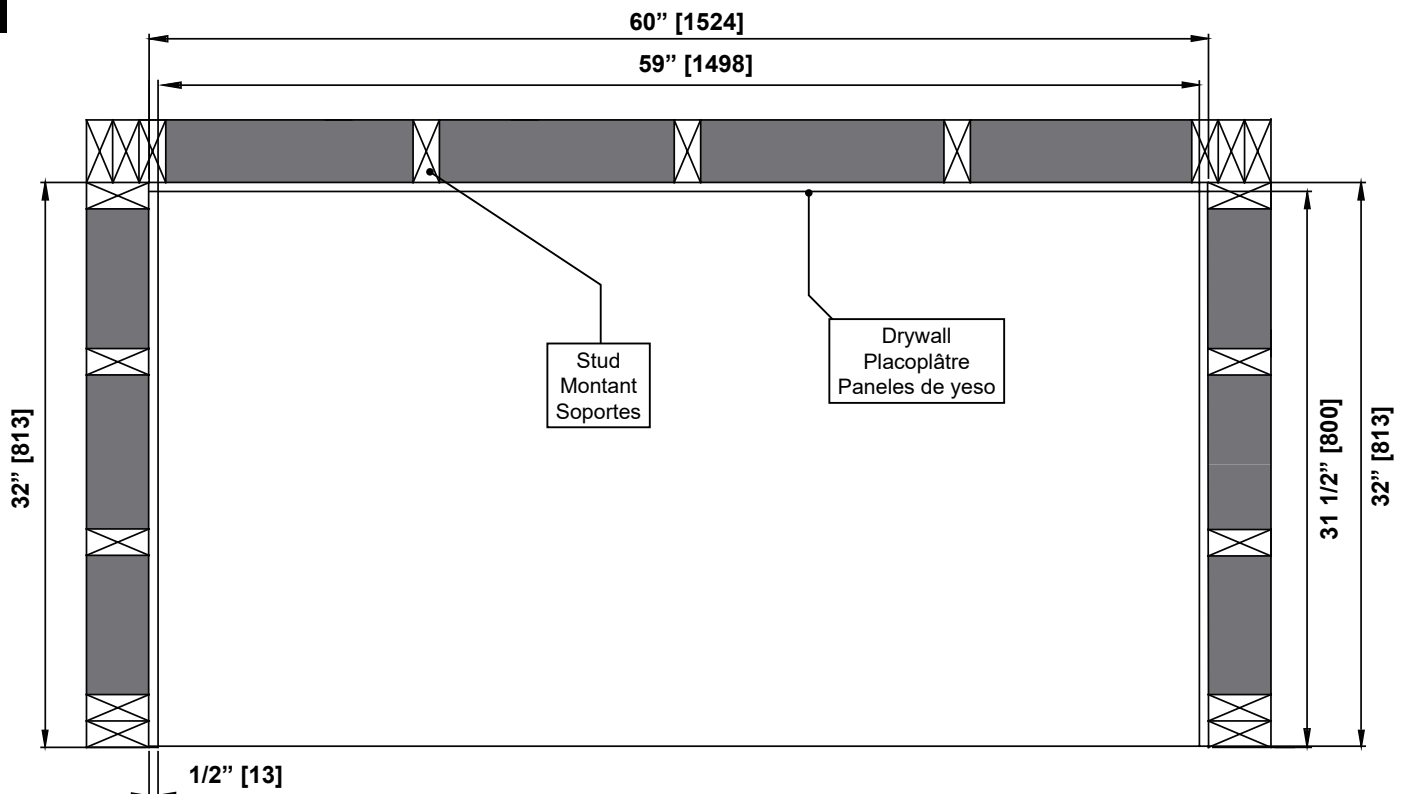 60” [1524]
59” [1498]
Stud
Montant
Soportes
Drywall
Placoplâtre
Paneles de yeso
32” [813]
31 1/2” [800]
32” [813]
1/2” [13]